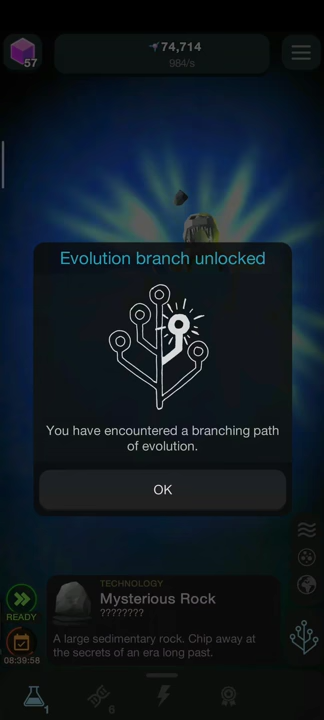 57
74,714
984/s
Evolution branch unlocked
You have encountered a branching path
of evolution.
OK
TECHNOLOGY
Mysterious Rock
????????
READY
A large sedimentary rock. Chip away at
the secrets of an era long past.
08:39:58
1
6